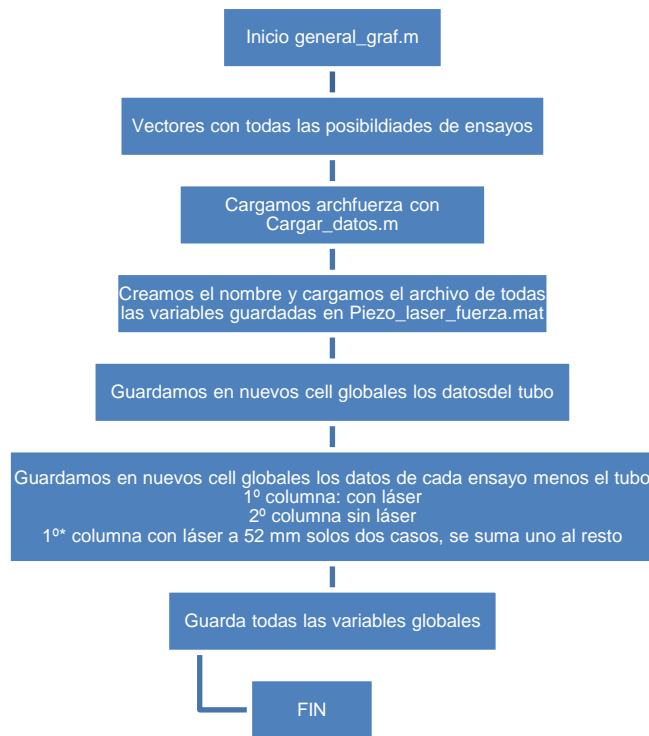 Inicio general_graf.m
Vectores con todas las posibildiades de ensayos
Cargamos archfuerza con
Cargar_datos.m
Creamos el nombre y cargamos el archivo de todas
las variables guardadas en Piezo_laser_fuerza.mat
Guardamos en nuevos cell globales los datosdel tubo
Guardamos en nuevos cell globales los datos de cada ensayo menos el tubo
1º columna: con láser
2º columna sin láser
1º* columna con láser a 52 mm solos dos casos, se suma uno al resto
Guarda todas las variables globales
FIN